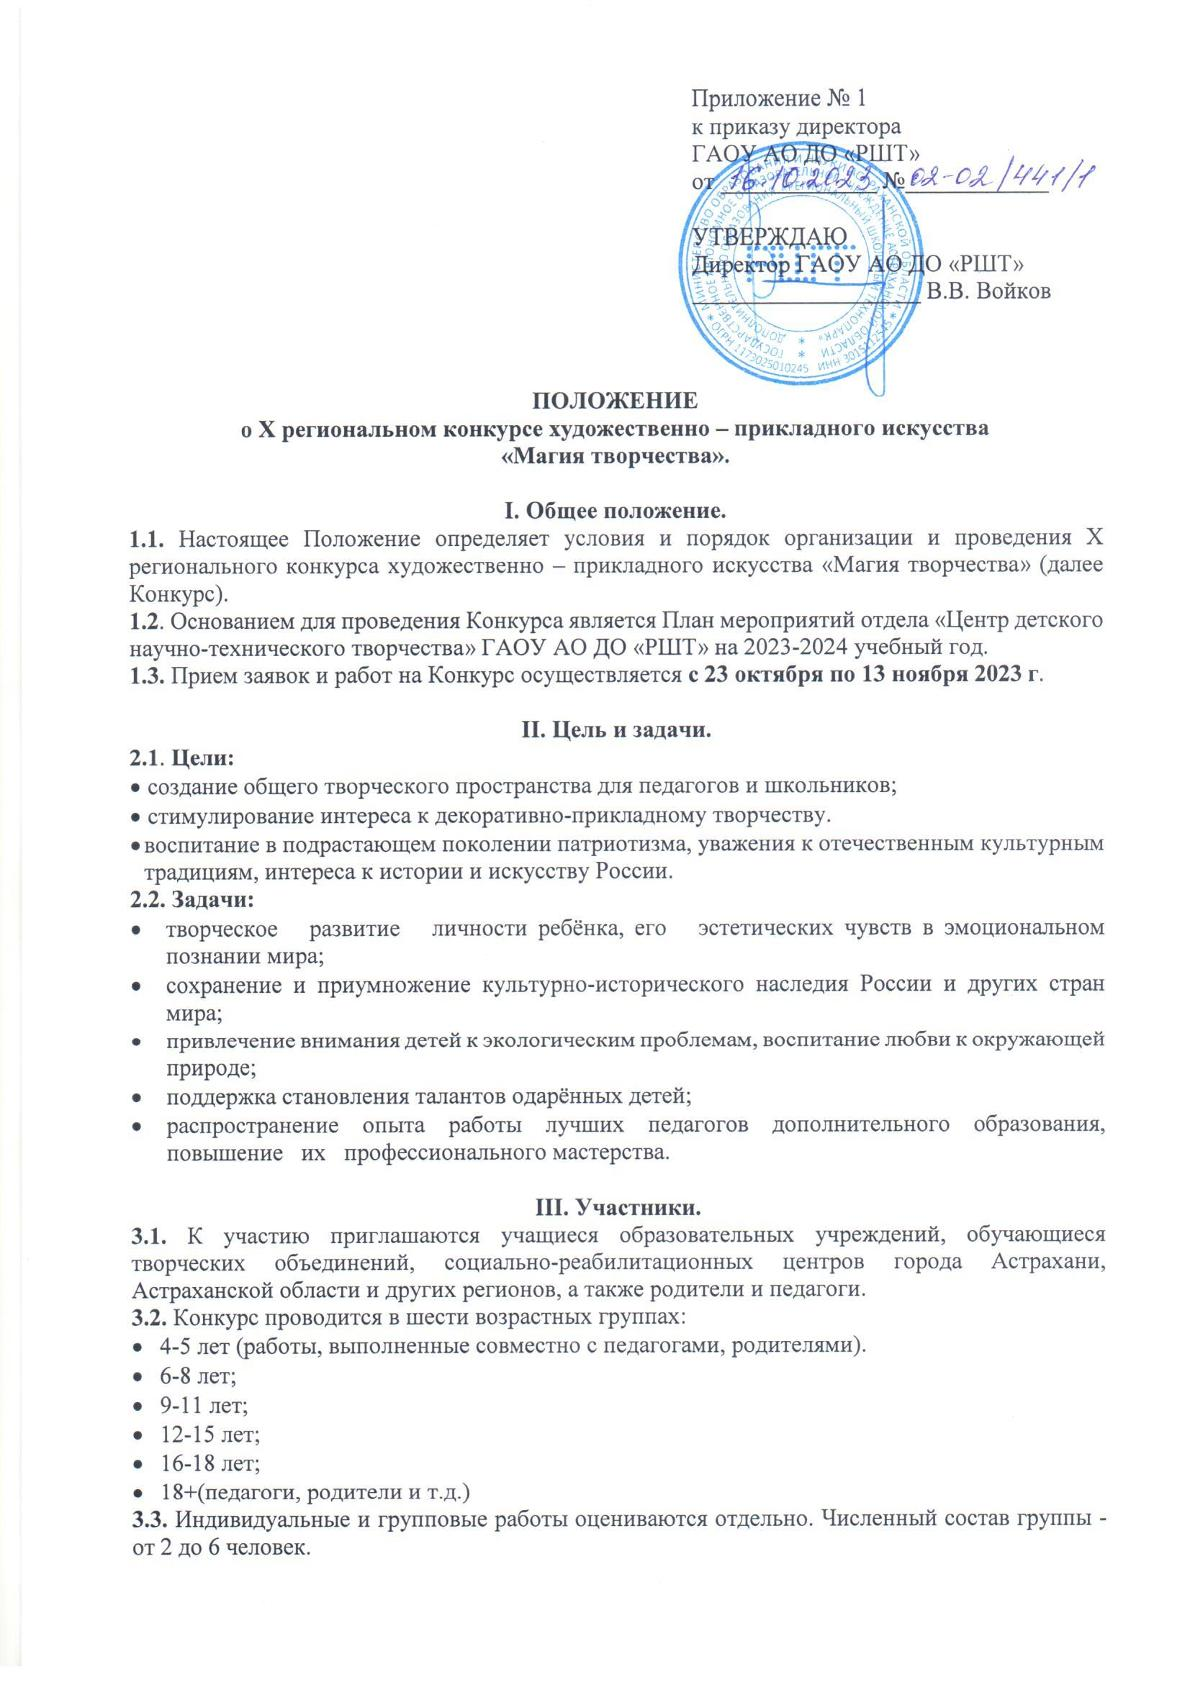 Приложение № 1
к приказу директора
ГАОУ АО ДО «РШТ»
от 16.10.2023 № 02-02/441/1
УТВЕРЖДАЮ
Директор ГАОУ АО ДО «РШТ»
В.В. Войков
РШТ
ОГРН 1173025010245 ИНН 3015112545
ПОЛОЖЕНИЕ
о X региональном конкурсе художественно – прикладного искусства
«Магия творчества».
I. Общее положение.
1.1. Настоящее Положение определяет условия и порядок организации и проведения X
регионального конкурса художественно – прикладного искусства «Магия творчества» (далее
Конкурс).
1.2. Основанием для проведения Конкурса является План мероприятий отдела «Центр детского
научно-технического творчества» ГАОУ АО ДО «РШТ» на 2023-2024 учебный год.
1.3. Прием заявок и работ на Конкурс осуществляется с 23 октября по 13 ноября 2023 г.
II. Цель и задачи.
2.1. Цели:
• создание общего творческого пространства для педагогов и школьников;
• стимулирование интереса к декоративно-прикладному творчеству.
• воспитание в подрастающем поколении патриотизма, уважения к отечественным культурным
традициям, интереса к истории и искусству России.
2.2. Задачи:
• творческое развитие личности ребёнка, его эстетических чувств в эмоциональном
познании мира;
• сохранение и приумножение культурно-исторического наследия России и других стран
мира;
• привлечение внимания детей к экологическим проблемам, воспитание любви к окружающей
природе;
• поддержка становления талантов одарённых детей;
• распространение опыта работы лучших педагогов дополнительного образования,
повышение их профессионального мастерства.
III. Участники.
3.1. К участию приглашаются учащиеся образовательных учреждений, обучающиеся
творческих объединений, социально-реабилитационных центров города Астрахани,
Астраханской области и других регионов, а также родители и педагоги.
3.2. Конкурс проводится в шести возрастных группах:
• 4-5 лет (работы, выполненные совместно с педагогами, родителями).
• 6-8 лет;
• 9-11 лет;
• 12-15 лет;
• 16-18 лет;
• 18+(педагоги, родители и т.д.)
3.3. Индивидуальные и групповые работы оцениваются отдельно. Численный состав группы -
от 2 до 6 человек.